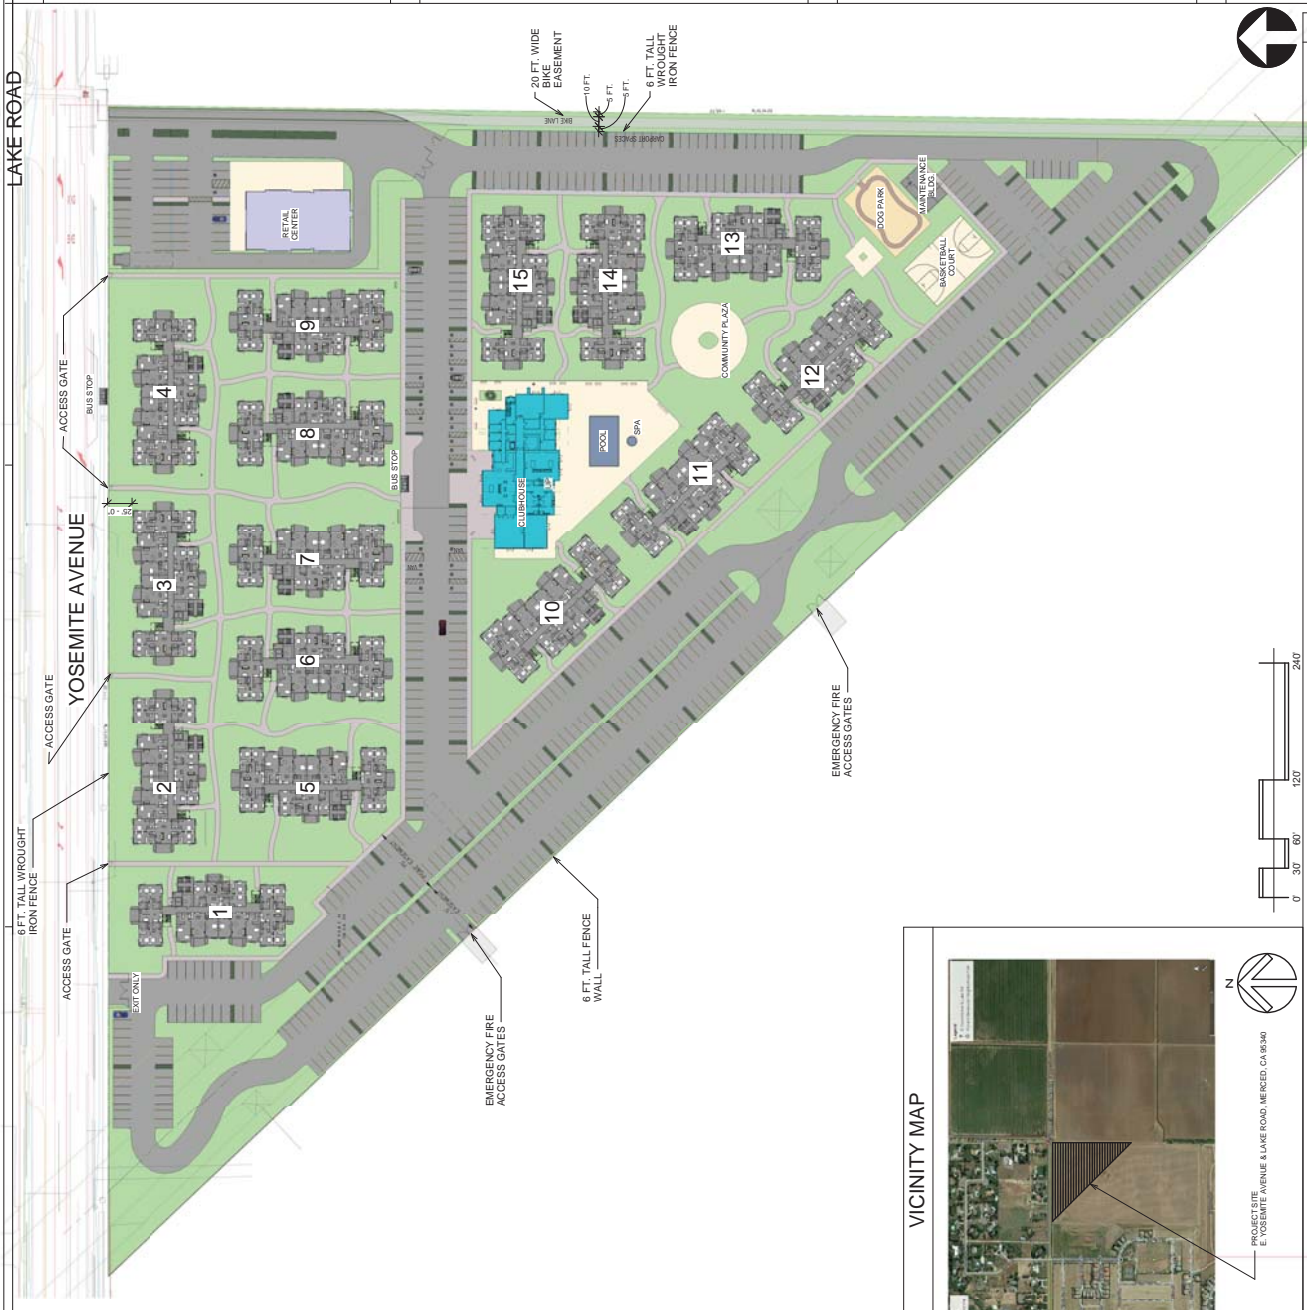 LAKE ROAD
YOSEMITE AVENUE
6 FT. TALL WROUGHT
IRON FENCE
ACCESS GATE
ACCESS GATE
ACCESS GATE
BUS STOP
25' - 0"
EXIT ONLY
1
2
3
4
5
6
7
8
9
RETAIL
CENTER
BUS STOP
CLUBHOUSE
POOL
SPA
10
11
12
13
14
15
COMMUNITY PLAZA
DOG PARK
MAINTENANCE
BLDG.
BASKETBALL
COURT
20 FT. WIDE
BIKE
EASEMENT
BIKE LANE
10 FT.
5 FT.
5 FT.
6 FT. TALL
WROUGHT
IRON FENCE
CARPORT SPACES
EMERGENCY FIRE
ACCESS GATES
6 FT. TALL FENCE
WALL
EMERGENCY FIRE
ACCESS GATES
0'
30'
60'
120'
240'
VICINITY MAP
N
PROJECT SITE
E. YOSEMITE AVENUE & LAKE ROAD, MERCED, CA 95340